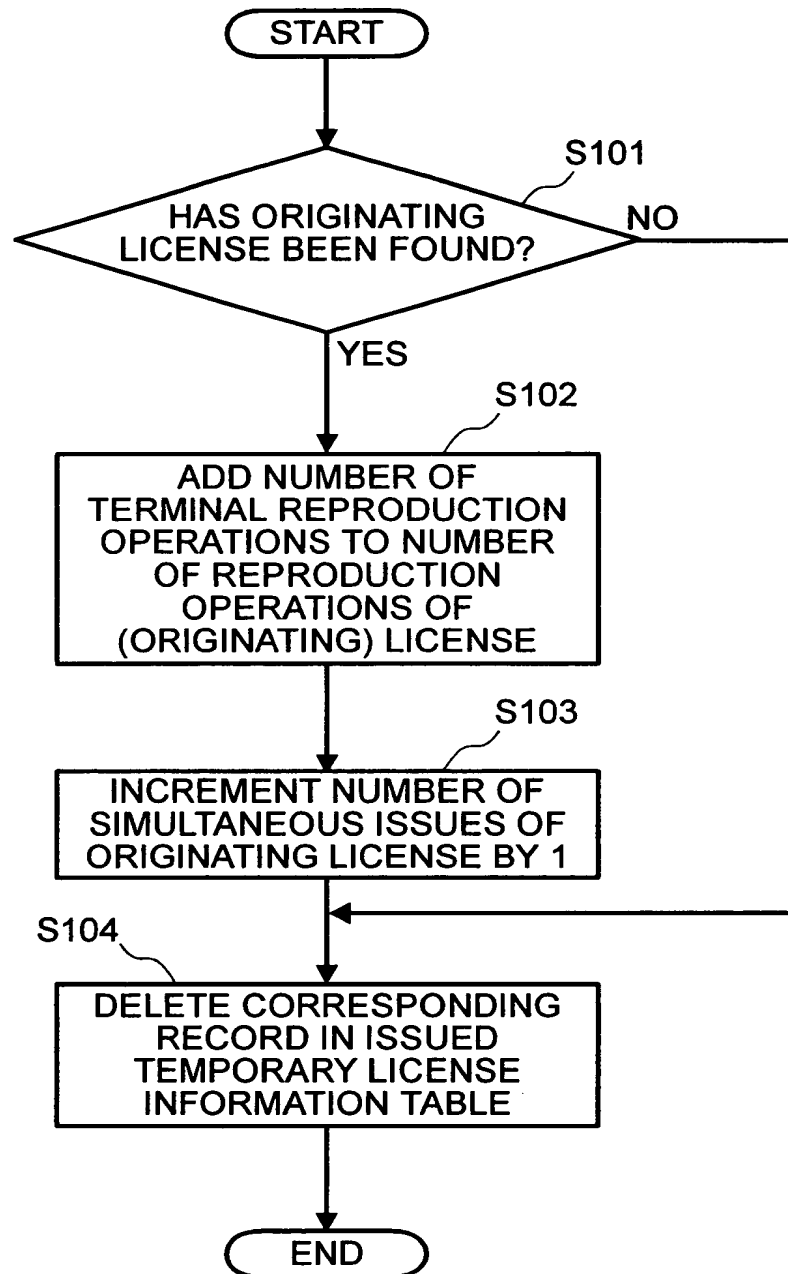 START
S101
HAS ORIGINATING
LICENSE BEEN FOUND?
NO
YES
S102
ADD NUMBER OF
TERMINAL REPRODUCTION
OPERATIONS TO NUMBER
OF REPRODUCTION
OPERATIONS OF
(ORIGINATING) LICENSE
S103
INCREMENT NUMBER OF
SIMULTANEOUS ISSUES OF
ORIGINATING LICENSE BY 1
S104
DELETE CORRESPONDING
RECORD IN ISSUED
TEMPORARY LICENSE
INFORMATION TABLE
END